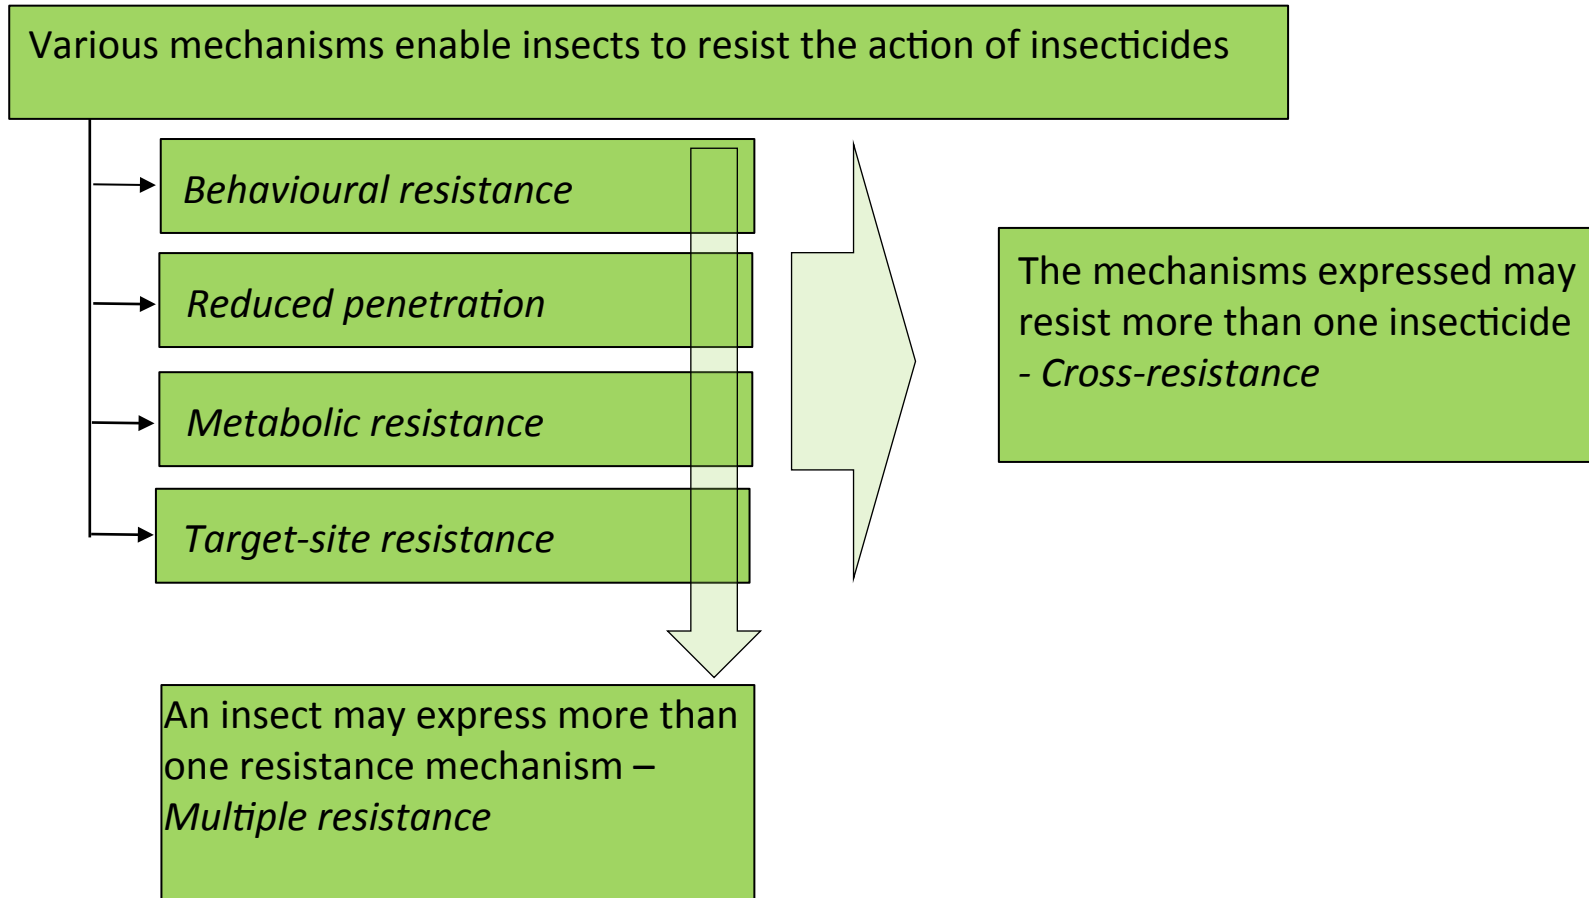 Various mechanisms enable insects to resist the action of insecticides
Behavioural resistance
Reduced penetration
Metabolic resistance
Target-site resistance
The mechanisms expressed may
resist more than one insecticide
- Cross-resistance
An insect may express more than
one resistance mechanism –
Multiple resistance